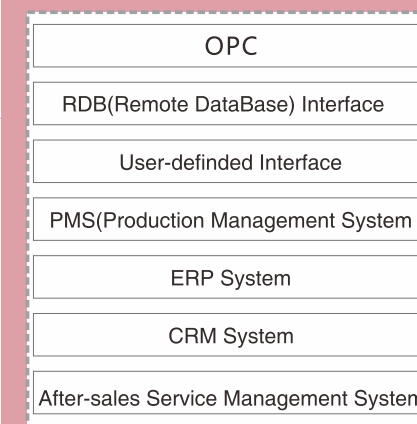 OPC
RDB(Remote DataBase) Interface
User-definded Interface
PMS(Production Management System
ERP System
CRM System
After-sales Service Management System